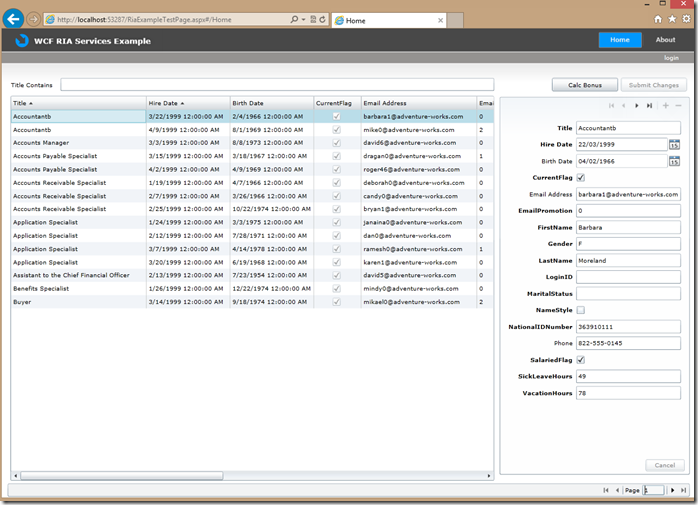 http://localhost:53287/RiaExampleTestPage.aspx#/Home
Home
WCF RIA Services Example
Home About
login
Title Contains
Calc Bonus Submit Changes
Title Hire Date Birth Date CurrentFlag Email Address Emai
Accountantb 3/22/1999 12:00:00 AM 2/4/1966 12:00:00 AM barbara1@adventure-works.com 0
Accountantb 4/9/1999 12:00:00 AM 8/1/1969 12:00:00 AM mike0@adventure-works.com 2
Accounts Manager 3/3/1999 12:00:00 AM 8/8/1973 12:00:00 AM david6@adventure-works.com 0
Accounts Payable Specialist 3/15/1999 12:00:00 AM 3/18/1967 12:00:00 AM dragan0@adventure-works.com 1
Accounts Payable Specialist 4/2/1999 12:00:00 AM 4/9/1969 12:00:00 AM roger46@adventure-works.com 0
Accounts Receivable Specialist 1/19/1999 12:00:00 AM 4/7/1966 12:00:00 AM deborah0@adventure-works.com 0
Accounts Receivable Specialist 2/7/1999 12:00:00 AM 3/26/1966 12:00:00 AM candy0@adventure-works.com 0
Accounts Receivable Specialist 2/25/1999 12:00:00 AM 10/22/1974 12:00:00 AM bryan1@adventure-works.com 0
Application Specialist 1/24/1999 12:00:00 AM 3/3/1975 12:00:00 AM janaina0@adventure-works.com 0
Application Specialist 2/12/1999 12:00:00 AM 7/28/1971 12:00:00 AM dan0@adventure-works.com 0
Application Specialist 3/7/1999 12:00:00 AM 4/14/1978 12:00:00 AM ramesh0@adventure-works.com 1
Application Specialist 3/20/1999 12:00:00 AM 6/19/1968 12:00:00 AM karen1@adventure-works.com 0
Assistant to the Chief Financial Officer 2/13/1999 12:00:00 AM 7/23/1954 12:00:00 AM david5@adventure-works.com 0
Benefits Specialist 1/26/1999 12:00:00 AM 12/22/1974 12:00:00 AM mindy0@adventure-works.com 0
Buyer 3/14/1999 12:00:00 AM 9/18/1974 12:00:00 AM mikael0@adventure-works.com 2
Title Accountantb
Hire Date 22/03/1999 15
Birth Date 04/02/1966 15
CurrentFlag
Email Address barbara1@adventure-works.com
EmailPromotion 0
FirstName Barbara
Gender F
LastName Moreland
LoginID
MaritalStatus
NameStyle
NationalIDNumber 363910111
Phone 822-555-0145
SalariedFlag
SickLeaveHours 49
VacationHours 78
Cancel
Page 1